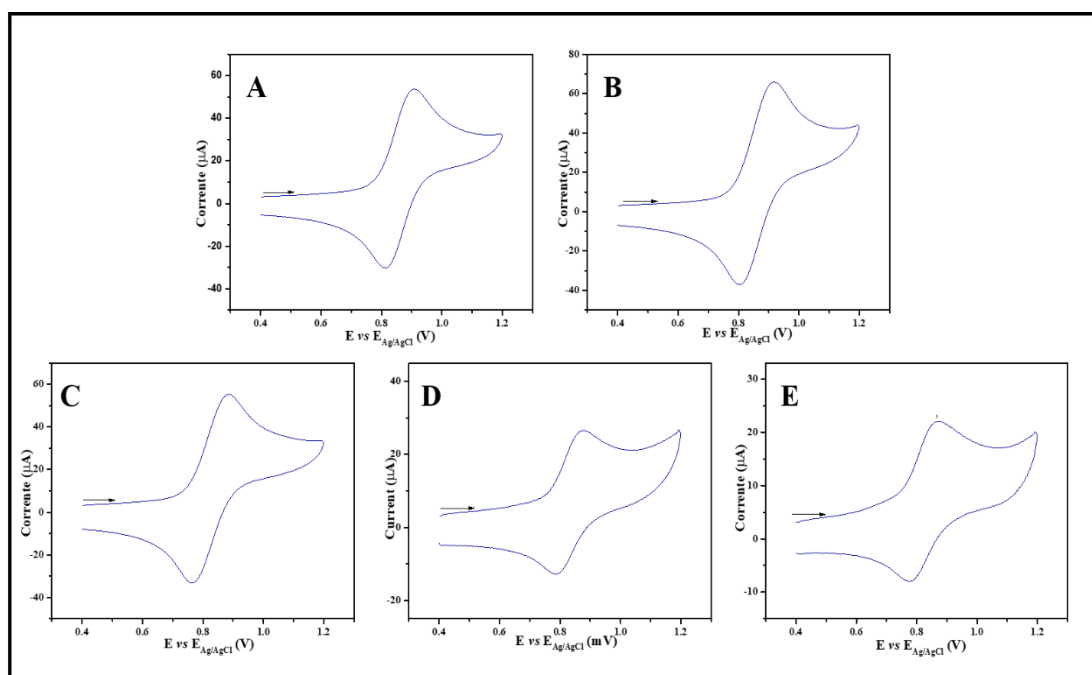 A
Corrente (µA)
60
40
20
0
-20
-40
0.4 0.6 0.8 1.0 1.2
E vs E Ag/AgCl (V)
B
Corrente (µA)
80
60
40
20
0
-20
-40
0.4 0.6 0.8 1.0 1.2
E vs E Ag/AgCl (V)
C
Corrente (µA)
60
40
20
0
-20
-40
0.4 0.6 0.8 1.0 1.2
E vs E Ag/AgCl (V)
D
Current (µA)
40
20
0
-20
0.4 0.6 0.8 1.0 1.2
E vs E Ag/AgCl (mV)
E
Corrente (µA)
30
20
10
0
-10
0.4 0.6 0.8 1.0 1.2
E vs E Ag/AgCl (V)